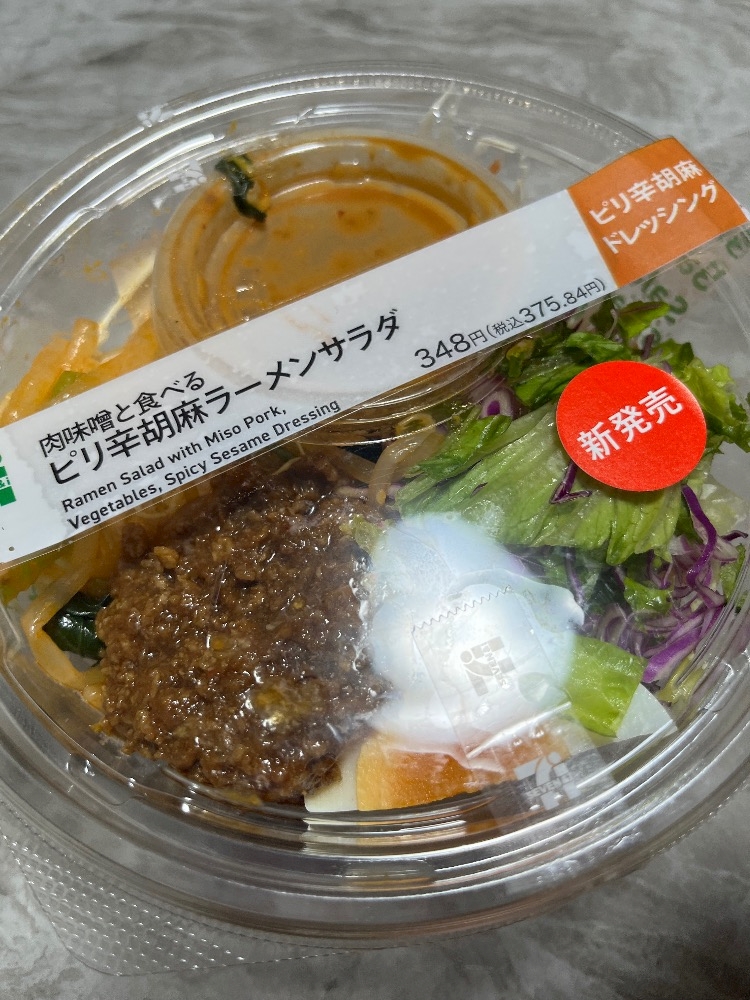 ピリ辛胡麻
ドレッシング
肉味噌と食べる
ピリ辛胡麻ラーメンサラダ
348円(税込375.84円)
Ramen Salad with Miso Pork,
Vegetables, Spicy Sesame Dressing
新発売